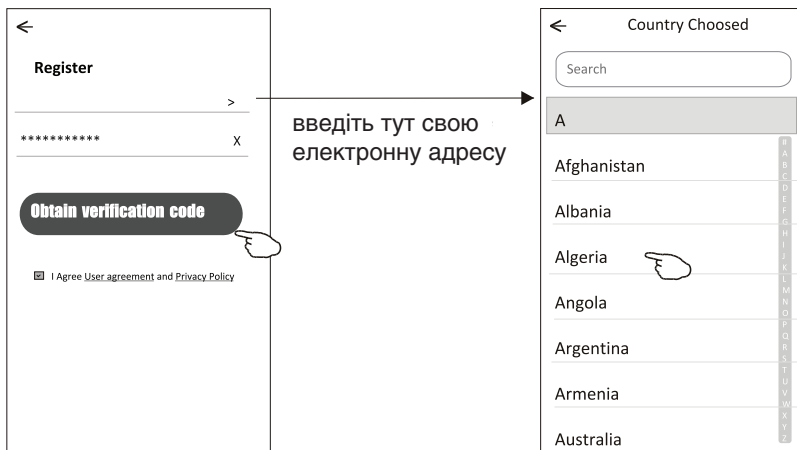 Register
>
*********** X
Obtain verification code
I Agree User agreement and Privacy Policy
введіть тут свою
електронну адресу
Country Choosed
Search
A
Afghanistan
Albania
Algeria
Angola
Argentina
Armenia
Australia
#
A
B
C
D
E
F
G
H
I
J
K
L
M
N
O
P
Q
R
S
T
U
V
W
X
Y
Z